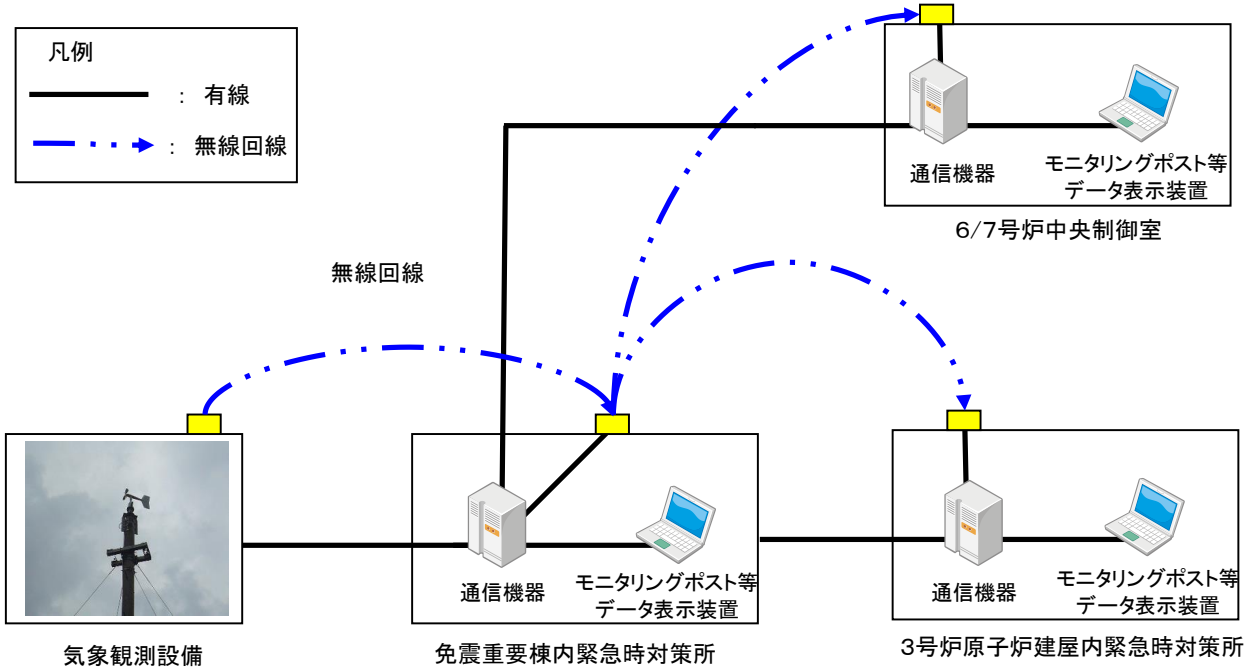 凡例
: 有線
: 無線回線
通信機器
モニタリングポスト等
データ表示装置
6/7号炉中央制御室
無線回線
通信機器
モニタリングポスト等
データ表示装置
通信機器
モニタリングポスト等
データ表示装置
気象観測設備
免震重要棟内緊急時対策所
3号炉原子炉建屋内緊急時対策所